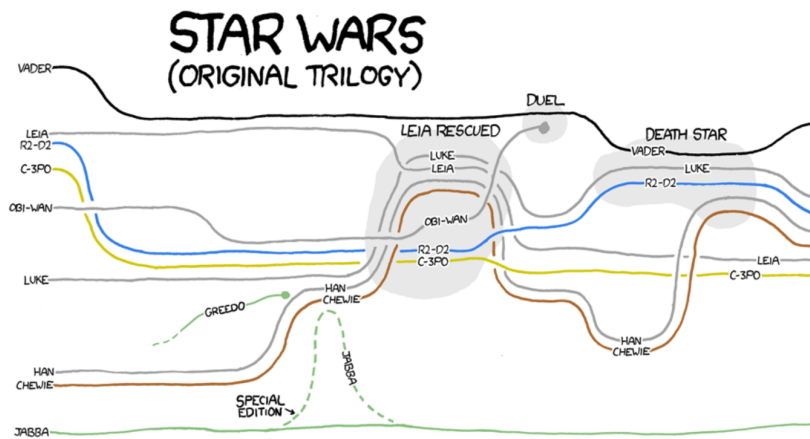 STAR WARS
(ORIGINAL TRILOGY)
VADER
LEIA
R2-D2
C-3PO
OBI-WAN
LUKE
GREEDO
HAN
CHEWIE
JABBA
SPECIAL
EDITION
JABBA
HAN
CHEWIE
LEIA RESCUED
LUKE
LEIA
OBI-WAN
R2-D2
C-3PO
DUEL
DEATH STAR
VADER
LUKE
R2-D2
LEIA
C-3PO
HAN
CHEWIE